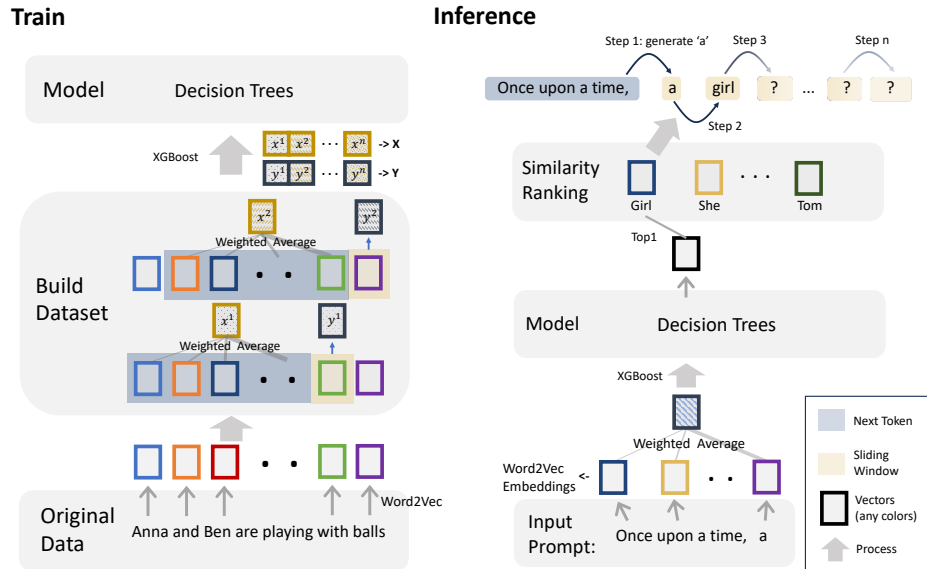 Train
Model
Decision Trees
XGBoost
x¹ x² ··· xⁿ -> X
y¹ y² ··· yⁿ -> Y
x²
y²
Weighted Average
Build
Dataset
x¹
y¹
Weighted Average
Word2Vec
Original
Data
Anna and Ben are playing with balls
Inference
Step 1: generate ‘a’
Step 3
Step n
Once upon a time,
a
girl
? ... ? ?
Step 2
Similarity
Ranking
Girl
She
Tom
Top1
Model
Decision Trees
XGBoost
Weighted Average
Word2Vec <-
Embeddings
Input
Prompt:
Once upon a time, a
Next Token
Sliding
Window
Vectors
(any colors)
Process